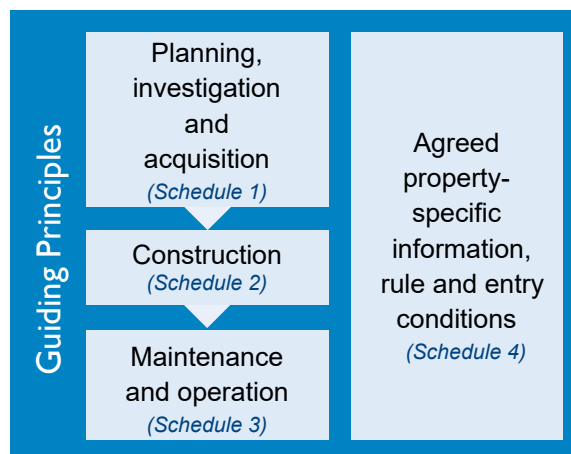 Guiding Principles
Planning,
investigation
and
acquisition
(Schedule 1)
Construction
(Schedule 2)
Maintenance
and operation
(Schedule 3)
Agreed
property-
specific
information,
rule and entry
conditions
(Schedule 4)